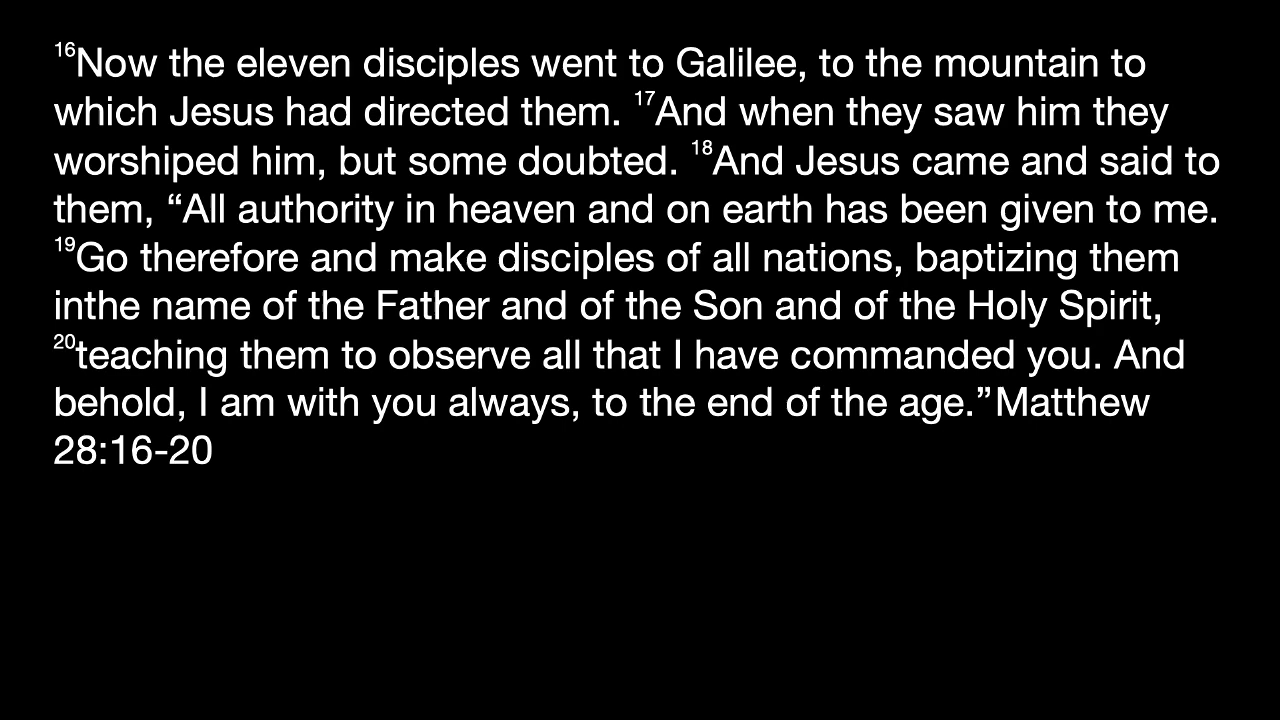 16Now the eleven disciples went to Galilee, to the mountain to
which Jesus had directed them. 17And when they saw him they
worshiped him, but some doubted. 18And Jesus came and said to
them, “All authority in heaven and on earth has been given to me.
19Go therefore and make disciples of all nations, baptizing them
inthe name of the Father and of the Son and of the Holy Spirit,
20teaching them to observe all that I have commanded you. And
behold, I am with you always, to the end of the age.”Matthew
28:16-20